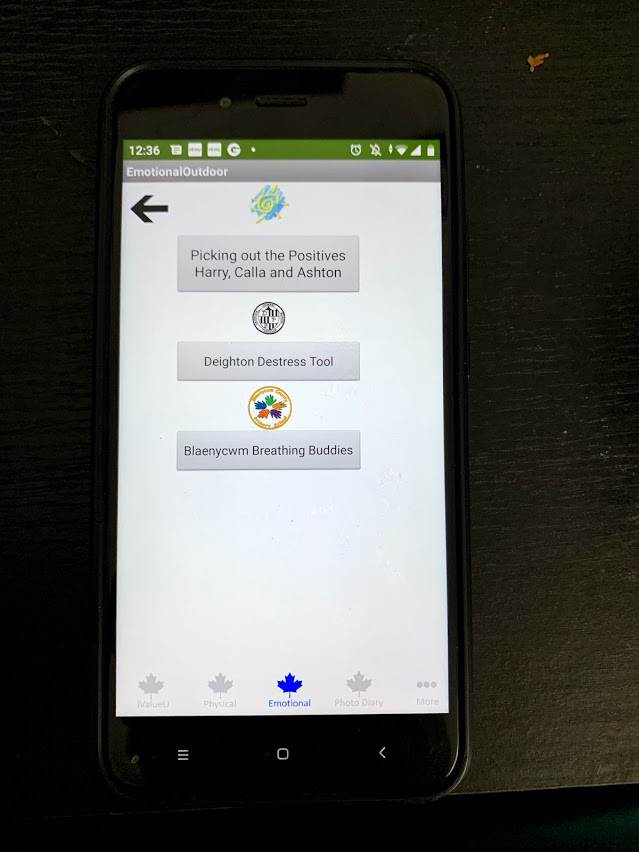 12:36
EmotionalOutdoor
Picking out the Positives
Harry, Calla and Ashton
Deighton Destress Tool
Blaenycwm Breathing Buddies
iValueU
Physical
Emotional
Photo Diary
More